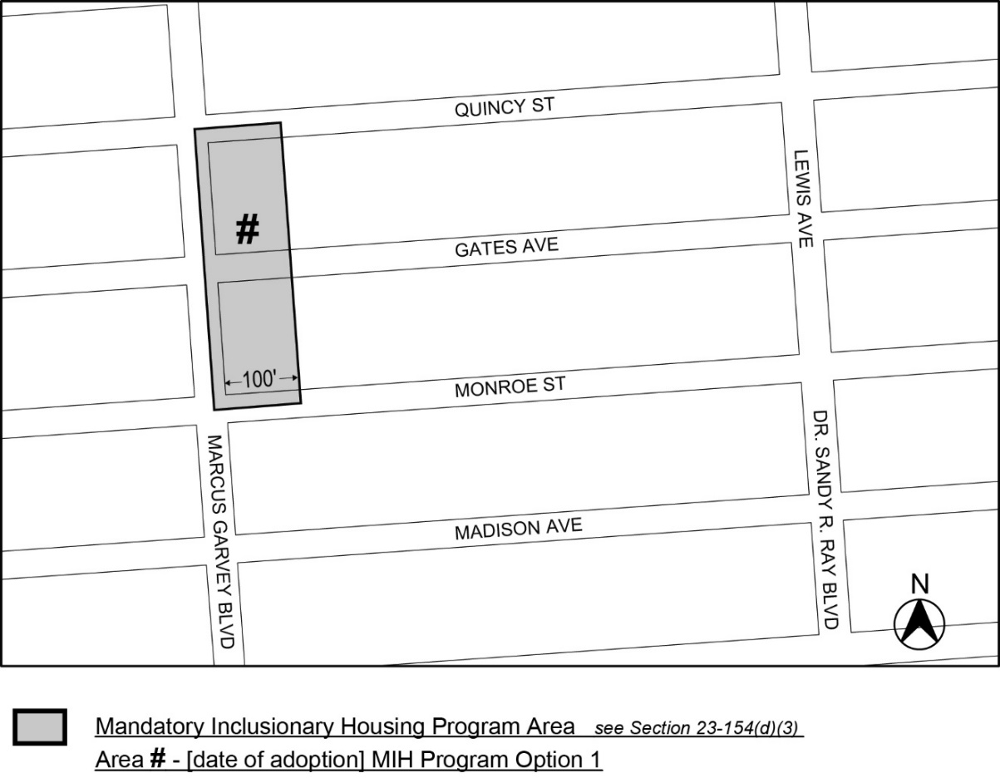 QUINCY ST
LEWIS AVE
#
GATES AVE
100'
MONROE ST
MARCUS GARVEY BLVD
DR. SANDY R. RAY BLVD
MADISON AVE
N
Mandatory Inclusionary Housing Program Area see Section 23-154(d)(3)
Area # - [date of adoption] MIH Program Option 1